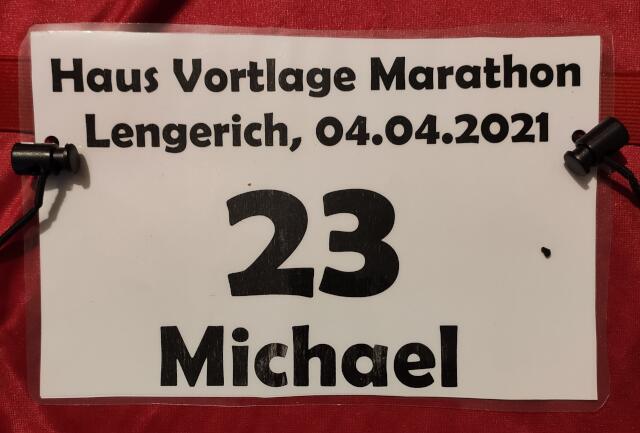 Haus Vortlage Marathon
Lengerich, 04.04.2021
23
Michael